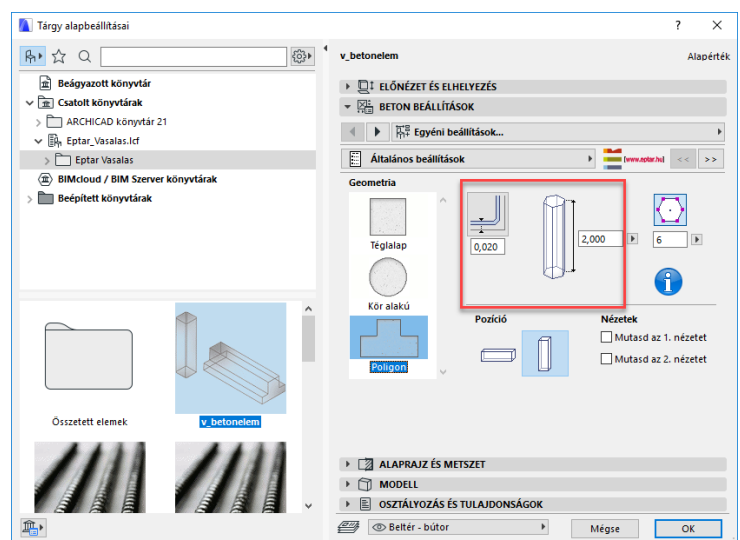 Tárgy alapbeállításai
?
Beágyazott könyvtár
Csatolt könyvtárak
ARCHICAD könyvtár 21
Eptar_Vasalas.lcf
Eptar Vasalas
BIMcloud / BIM Szerver könyvtárak
Beépített könyvtárak
Összetett elemek
v_betonelem
v_betonelem
Alapérték
ELŐNÉZET ÉS ELHELYEZÉS
BETON BEÁLLÍTÁSOK
Egyéni beállítások...
Általános beállítások
[www.eptar.hu]
<< >>
Geometria
Téglalap
Kör alakú
Poligon
0,020
2,000
6
Pozíció
Nézetek
Mutasd az 1. nézetet
Mutasd az 2. nézetet
ALAPRAJZ ÉS METSZET
MODELL
OSZTÁLYOZÁS ÉS TULAJDONSÁGOK
Beltér - bútor
Mégse
OK